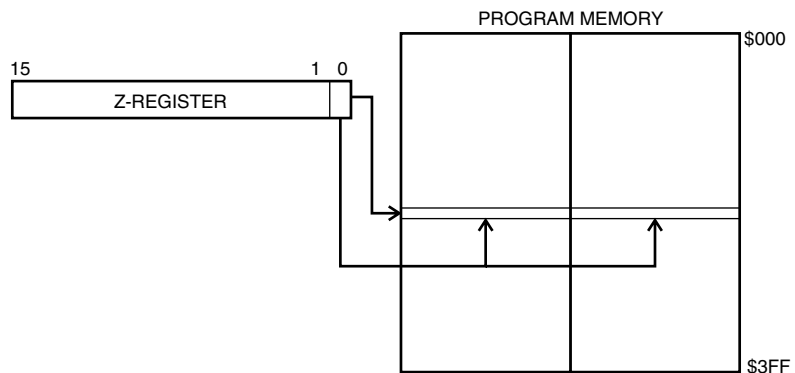 PROGRAM MEMORY
$000
15 1 0
Z-REGISTER
$3FF